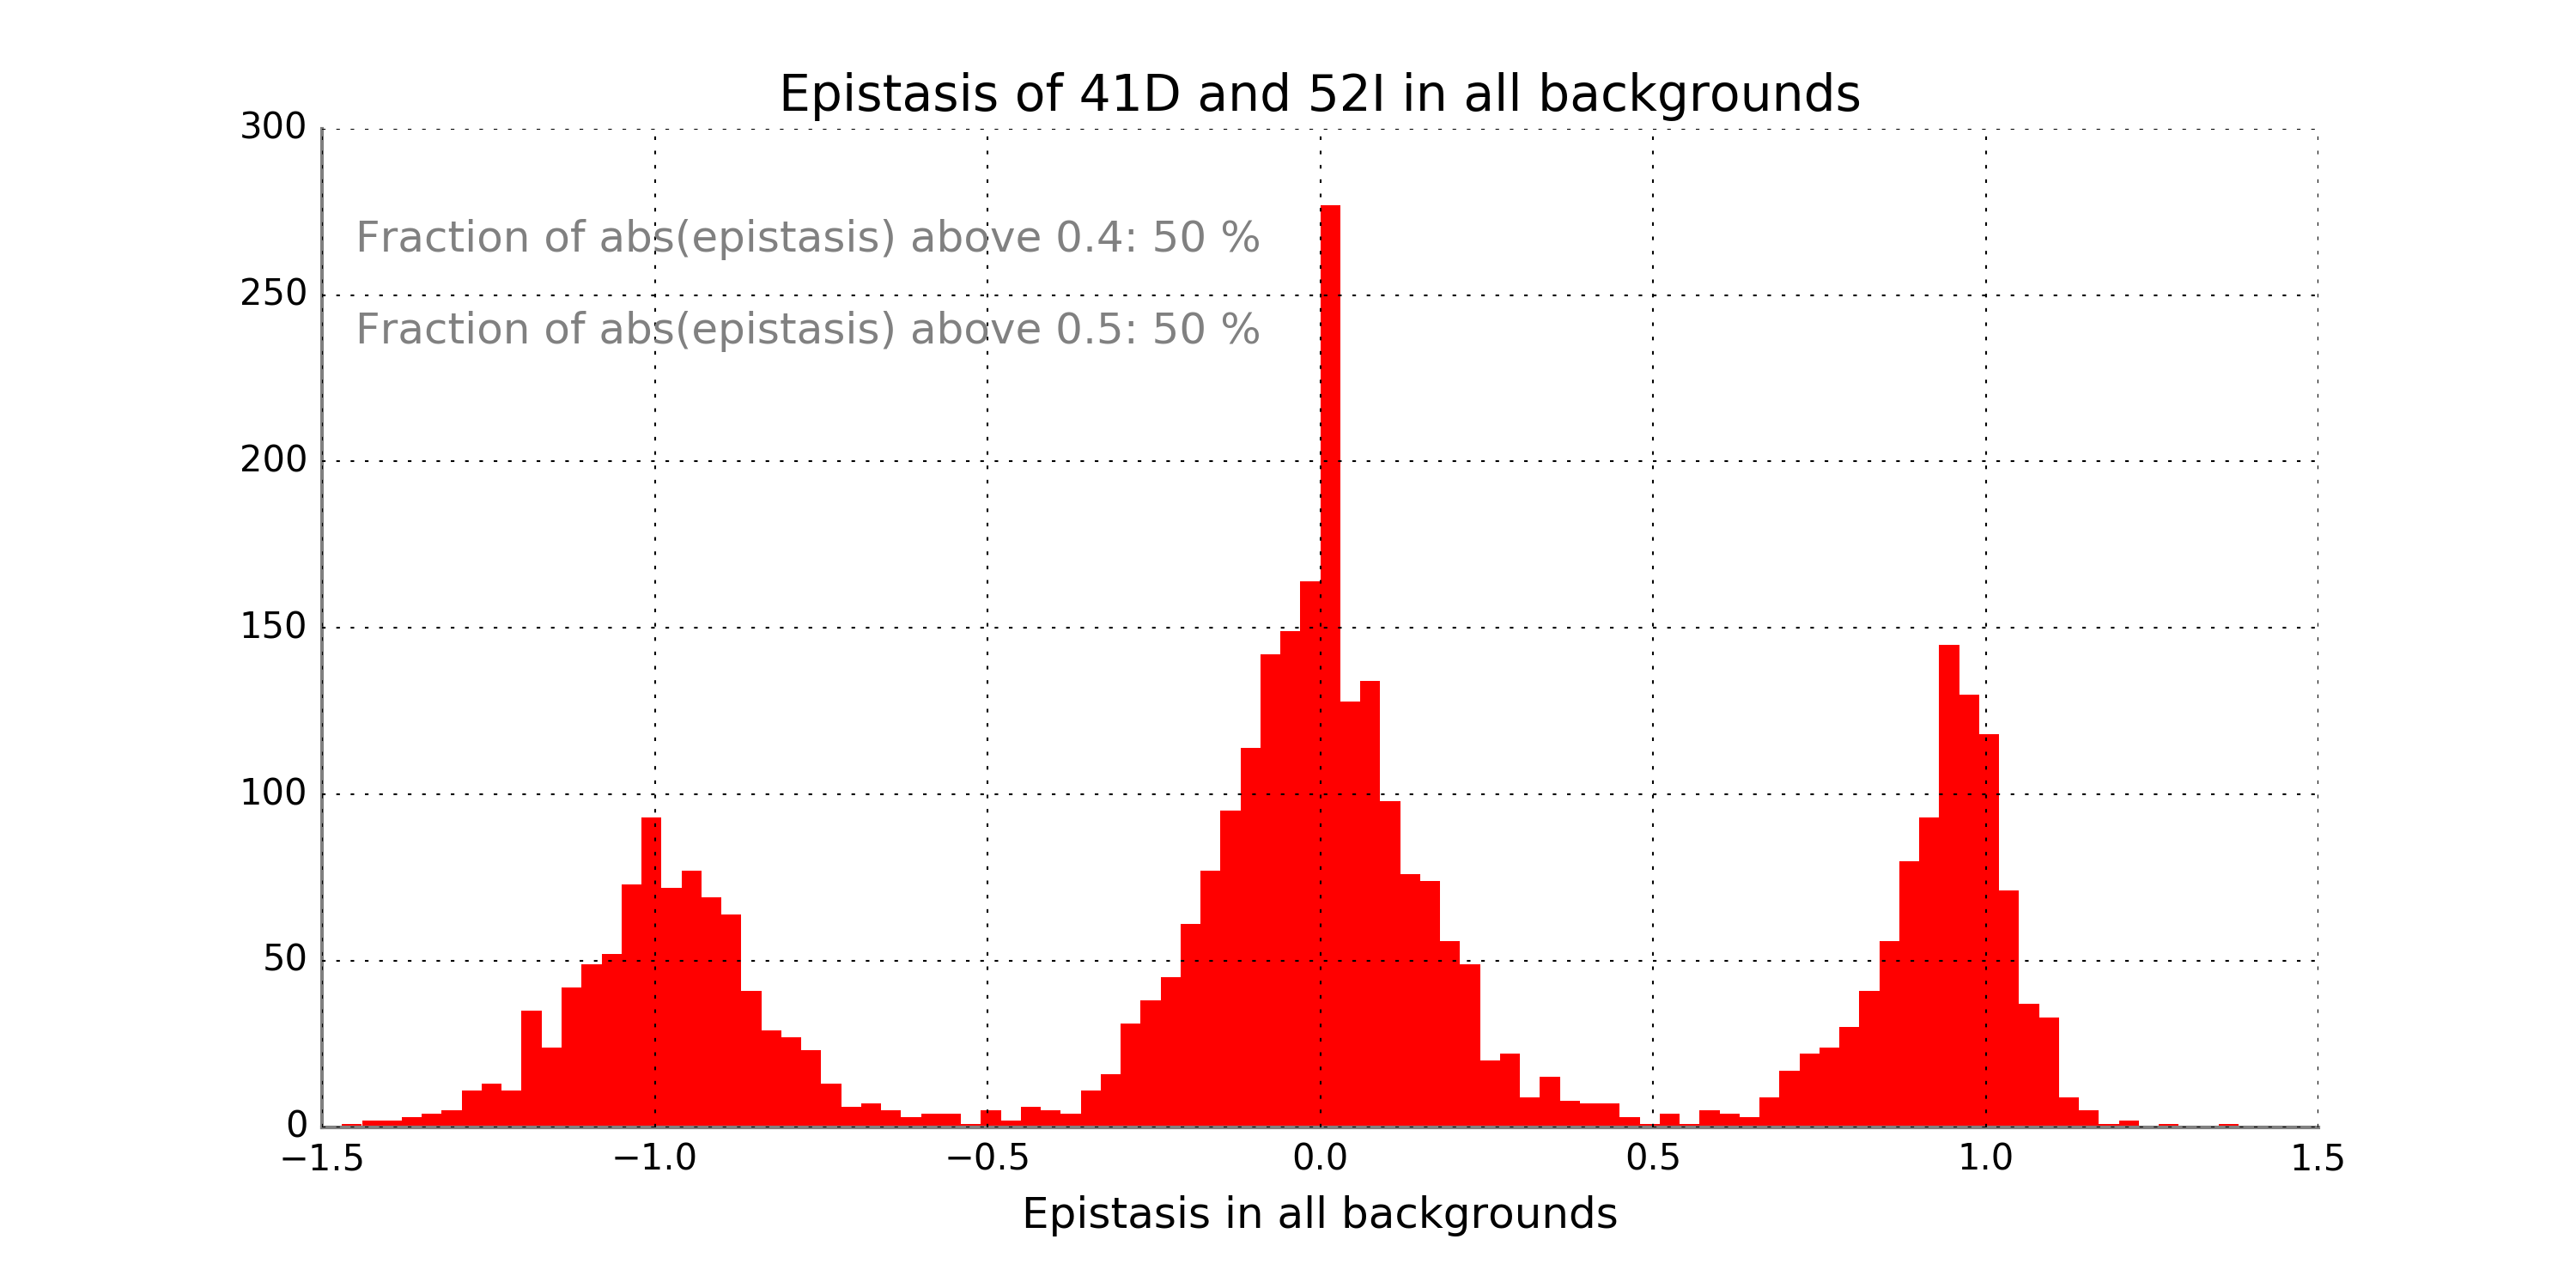 Epistasis of 41D and 52I in all backgrounds
300
Fraction of abs(epistasis) above 0.4: 50 %
250
Fraction of abs(epistasis) above 0.5: 50 %
200
150
100
50
0
−1.5 −1.0 −0.5 0.0 0.5 1.0 1.5
Epistasis in all backgrounds